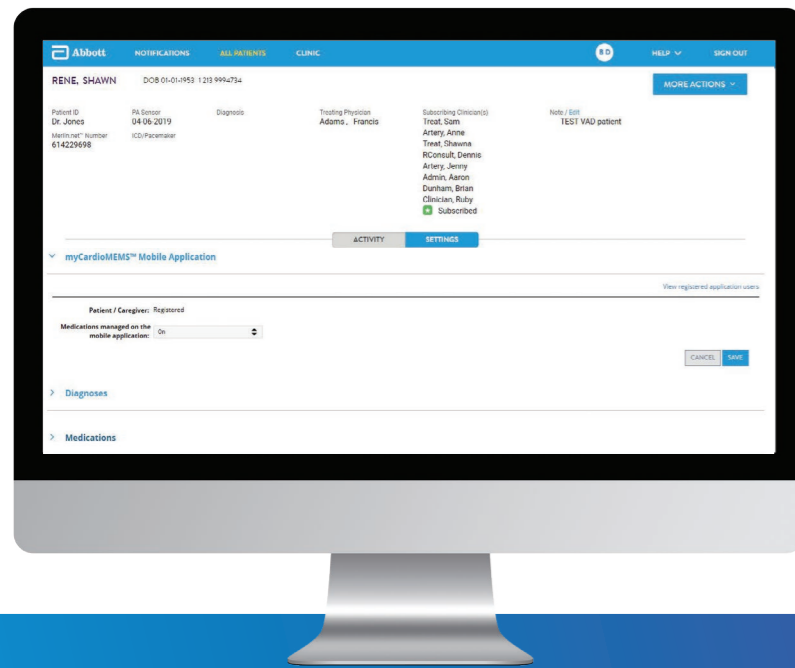 Abbott NOTIFICATIONS ALL PATIENTS CLINIC B D HELP SIGN OUT
RENE, SHAWN DOB 01-01-1953 1 213 9994734 MORE ACTIONS
Patient ID PA Sensor Diagnosis Treating Physician Subscribing Clinician(s) Note / Edit
Dr. Jones 04-06-2019 Adams , Francis Treat, Sam TEST VAD patient
Merlin.net™ Number ICD/Pacemaker Artery, Anne
614229698 Treat, Shawna
RConsult, Dennis
Artery, Jenny
Admin, Aaron
Dunham, Brian
Clinician, Ruby
Subscribed
ACTIVITY SETTINGS
myCardioMEMS™ Mobile Application
View registered application users
Patient / Caregiver: Registered
Medications managed on the mobile application: On
CANCEL SAVE
Diagnoses
Medications